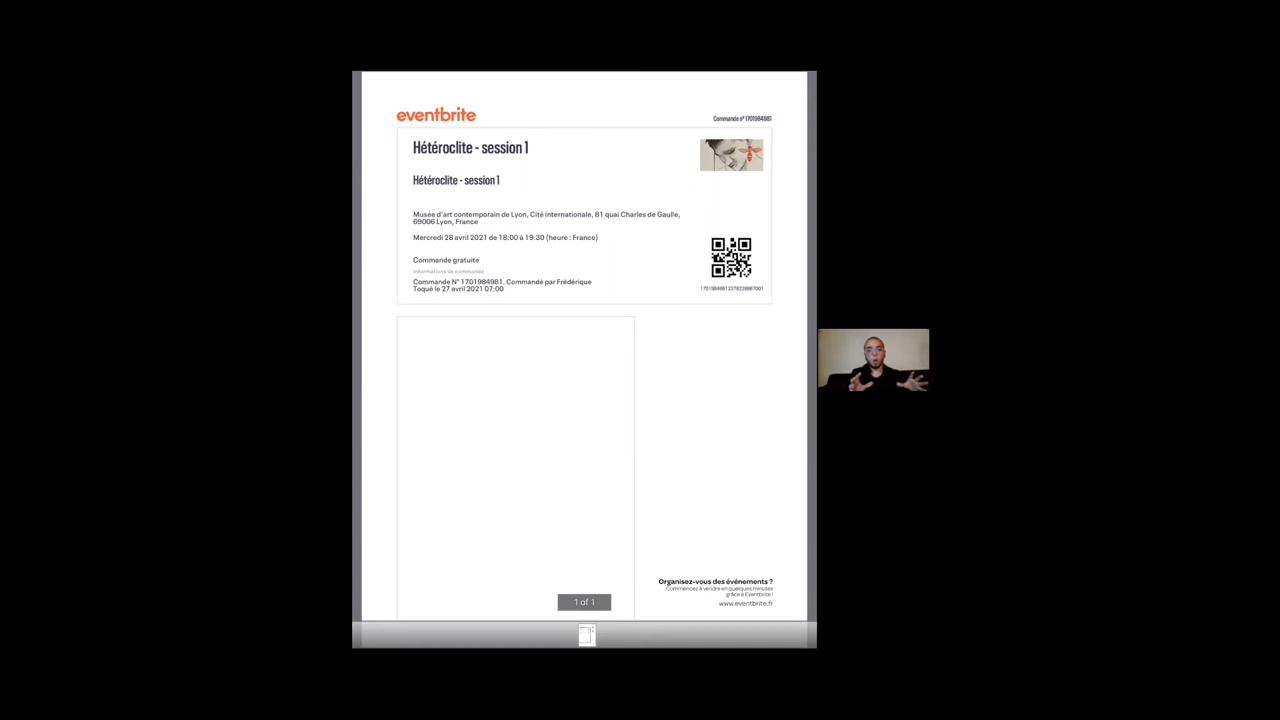 eventbrite
Commande n° 1701984981
Hétéroclite - session 1
Hétéroclite - session 1
Musée d'art contemporain de Lyon, Cité internationale, 81 quai Charles de Gaulle,
69006 Lyon, France
Mercredi 28 avril 2021 de 18:00 à 19:30 (heure : France)
Commande gratuite
Informations de commande
Commande N° 1701984981. Commandé par Frédérique
Toqué le 27 avril 2021 07:00
Organisez-vous des événements ?
Commencez à vendre en quelques minutes
grâce à Eventbrite !
www.eventbrite.fr
1 of 1